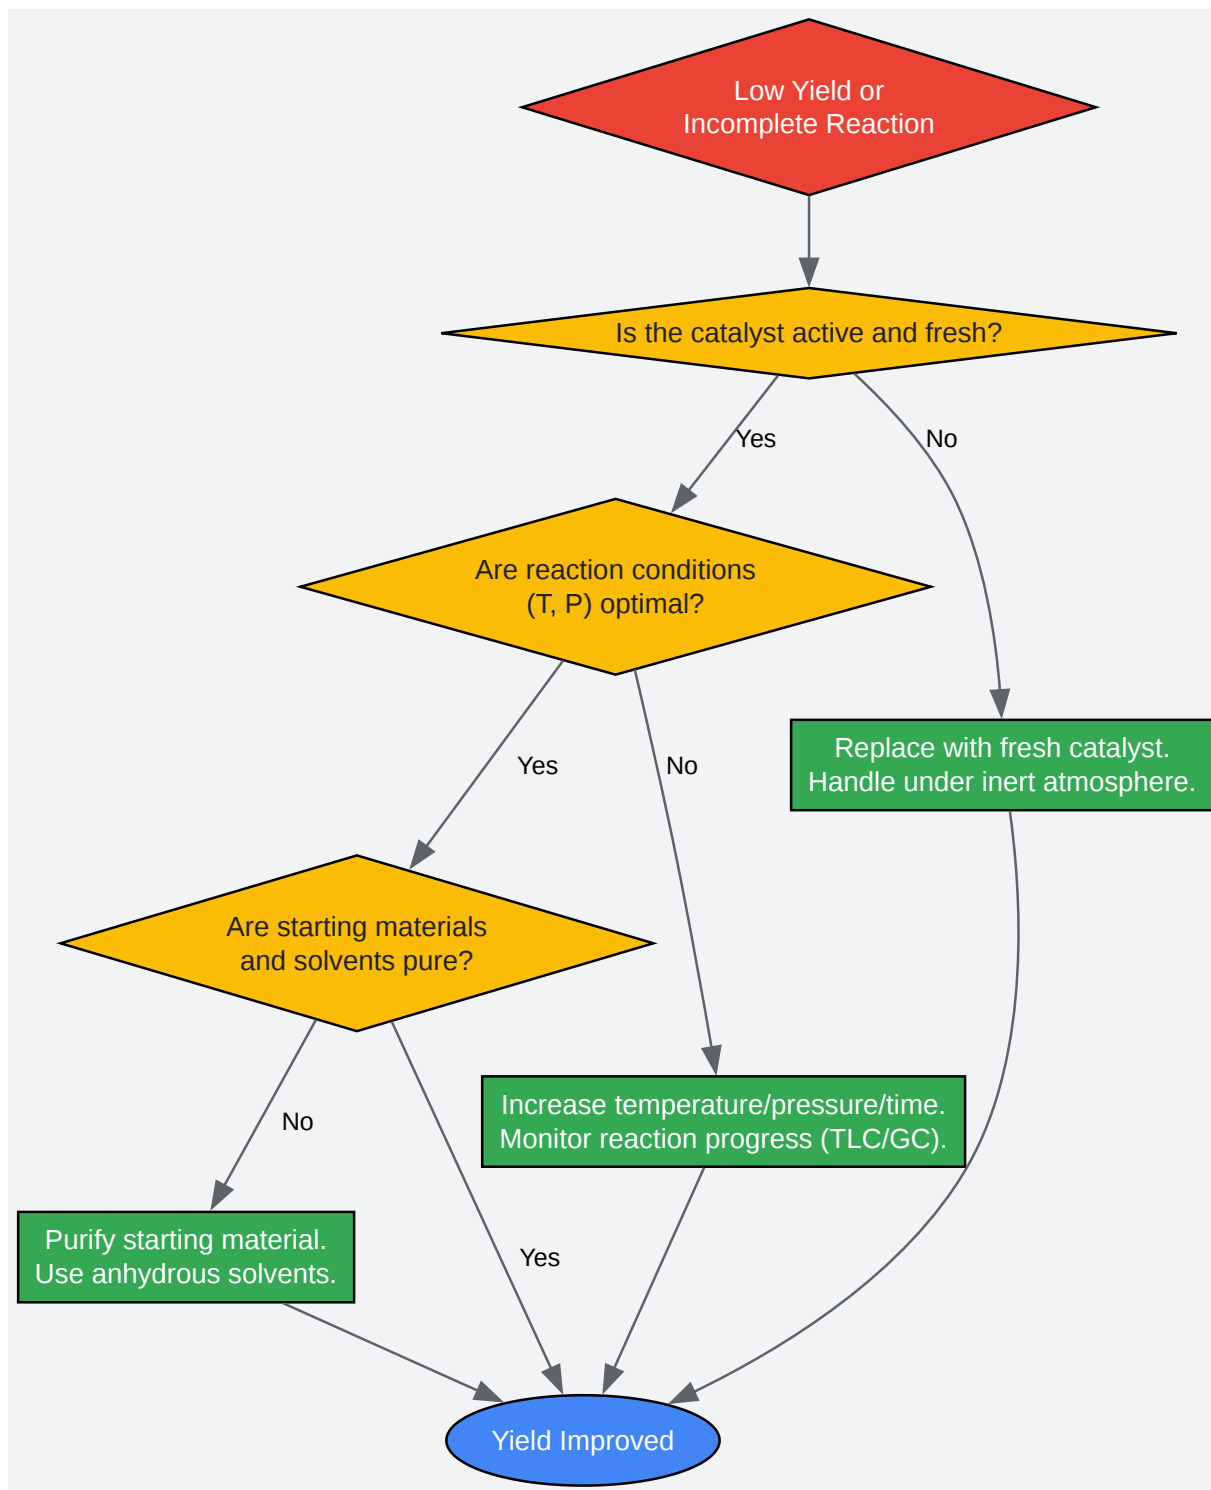 Low Yield or
Incomplete Reaction
Is the catalyst active and fresh?
Yes
No
Are reaction conditions
(T, P) optimal?
Replace with fresh catalyst.
Handle under inert atmosphere.
Yes
No
Are starting materials
and solvents pure?
Increase temperature/pressure/time.
Monitor reaction progress (TLC/GC).
No
Purify starting material.
Use anhydrous solvents.
Yes
Yield Improved